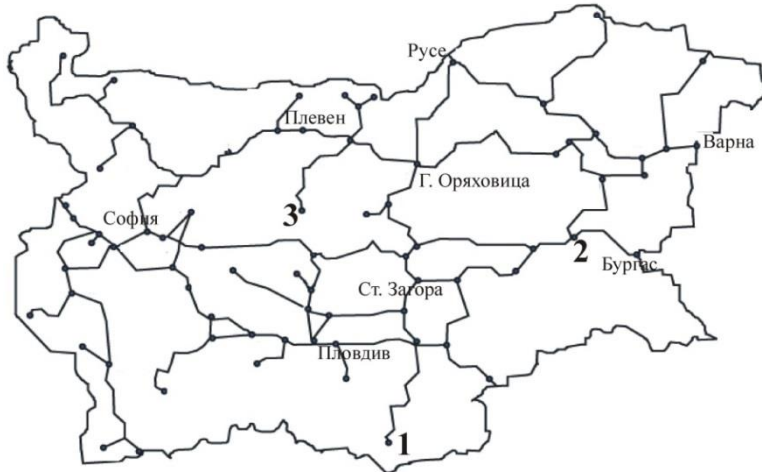 Русе
Плевен
Варна
Г. Оряховица
3
София
2
Бургас
Ст. Загора
Пловдив
1